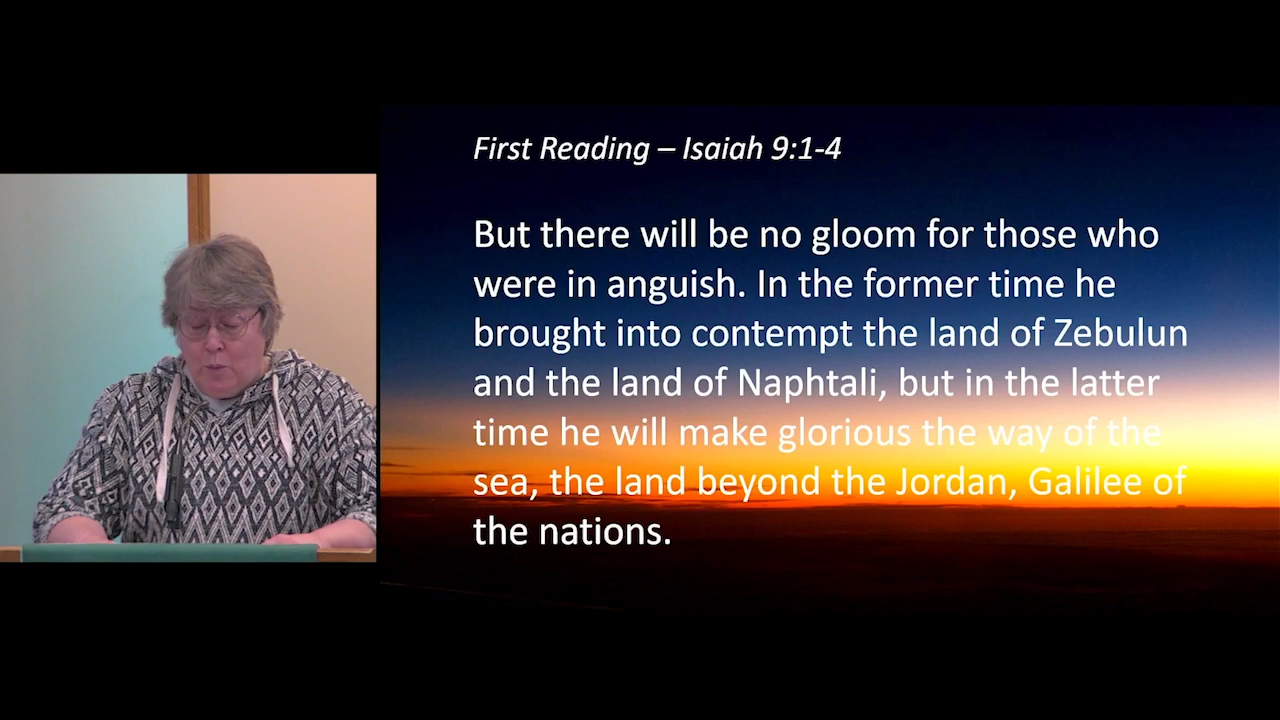 First Reading – Isaiah 9:1-4
But there will be no gloom for those who
were in anguish. In the former time he
brought into contempt the land of Zebulun
and the land of Naphtali, but in the latter
time he will make glorious the way of the
sea, the land beyond the Jordan, Galilee of
the nations.